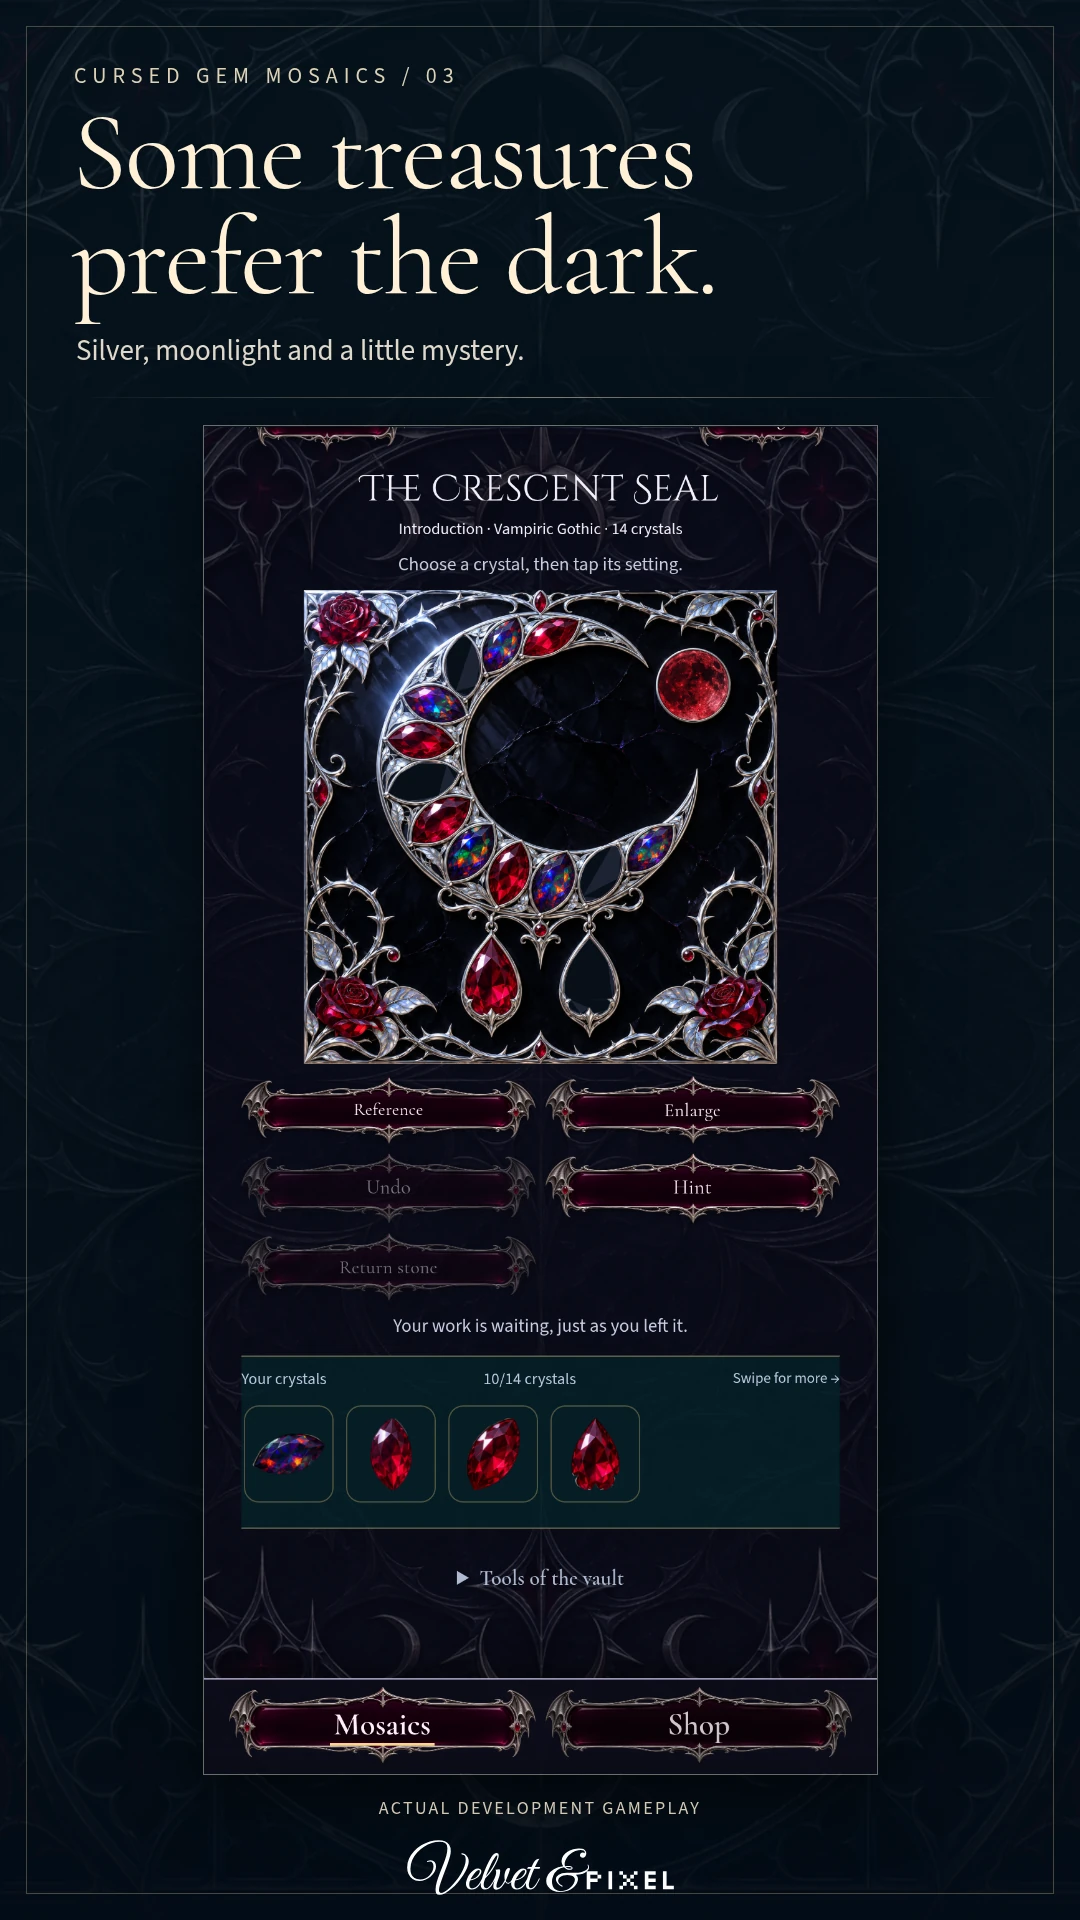 CURSED GEM MOSAICS / 03
Some treasures
prefer the dark.
Silver, moonlight and a little mystery.
THE CRESCENT SEAL
Introduction · Vampiric Gothic · 14 crystals
Choose a crystal, then tap its setting.
Reference
Enlarge
Undo
Hint
Return stone
Your work is waiting, just as you left it.
Your crystals
10/14 crystals
Swipe for more →
▶ Tools of the vault
Mosaics
Shop
ACTUAL DEVELOPMENT GAMEPLAY
Velvet & PIXEL